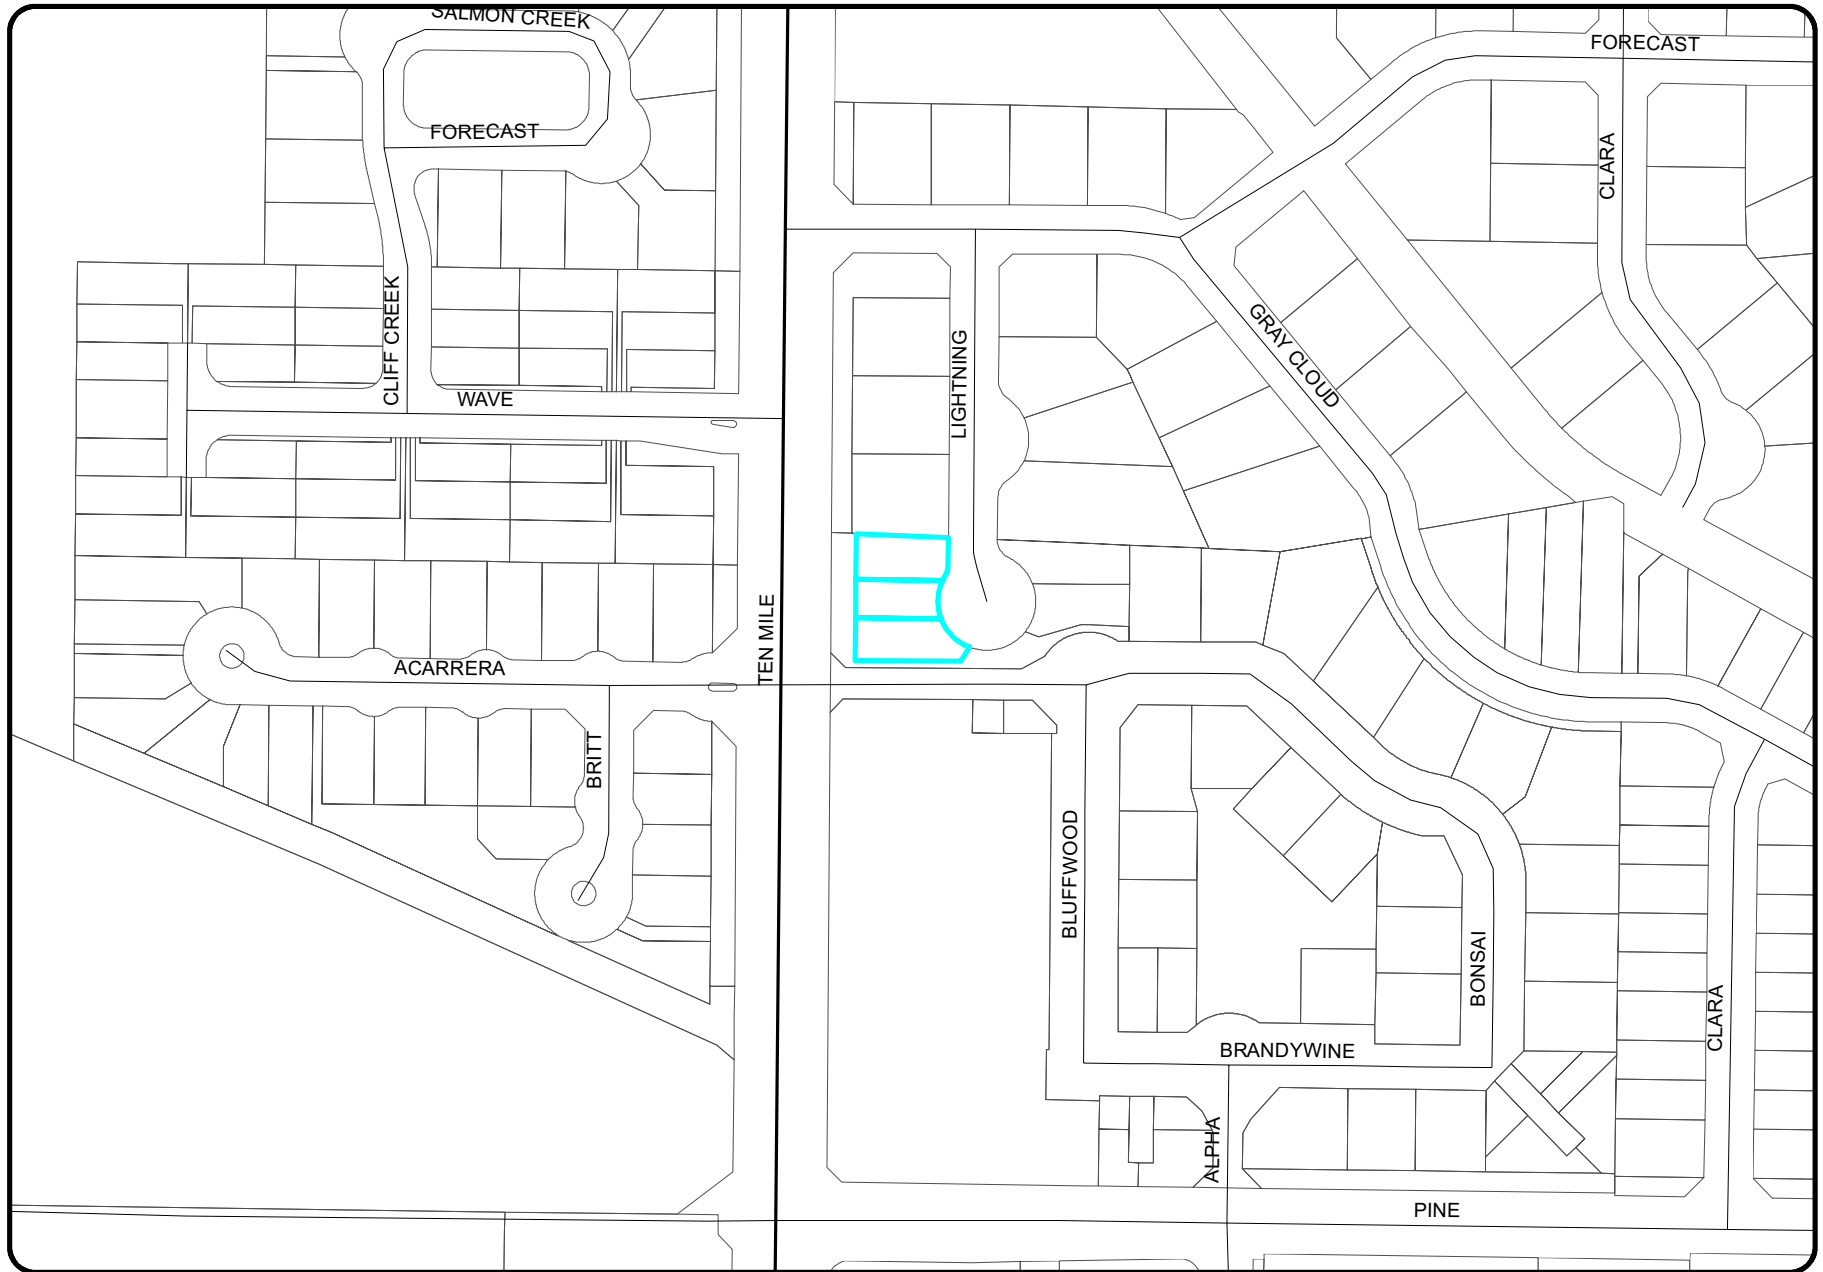 SALMON CREEK
FORECAST
FORECAST
CLARA
CLIFF CREEK
GRAY CLOUD
LIGHTNING
WAVE
TEN MILE
ACARRERA
BRITT
BLUFFWOOD
BONSAI
CLARA
BRANDYWINE
ALPHA
PINE